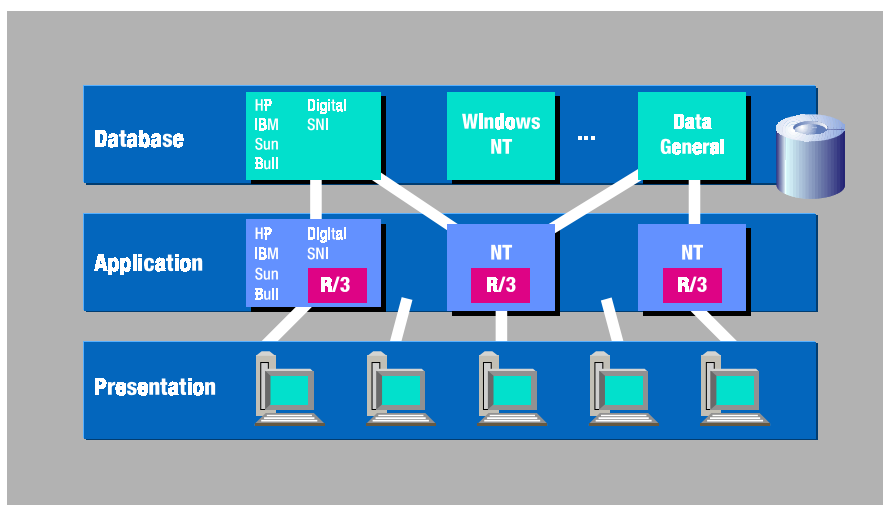 Database
HP Digital
IBM SNI
Sun
Bull
WIndows
NT
...
Data
General
Application
HP DIgItal
IBM SNI
Sun
Bull
R/3
NT
R/3
NT
R/3
Presentation